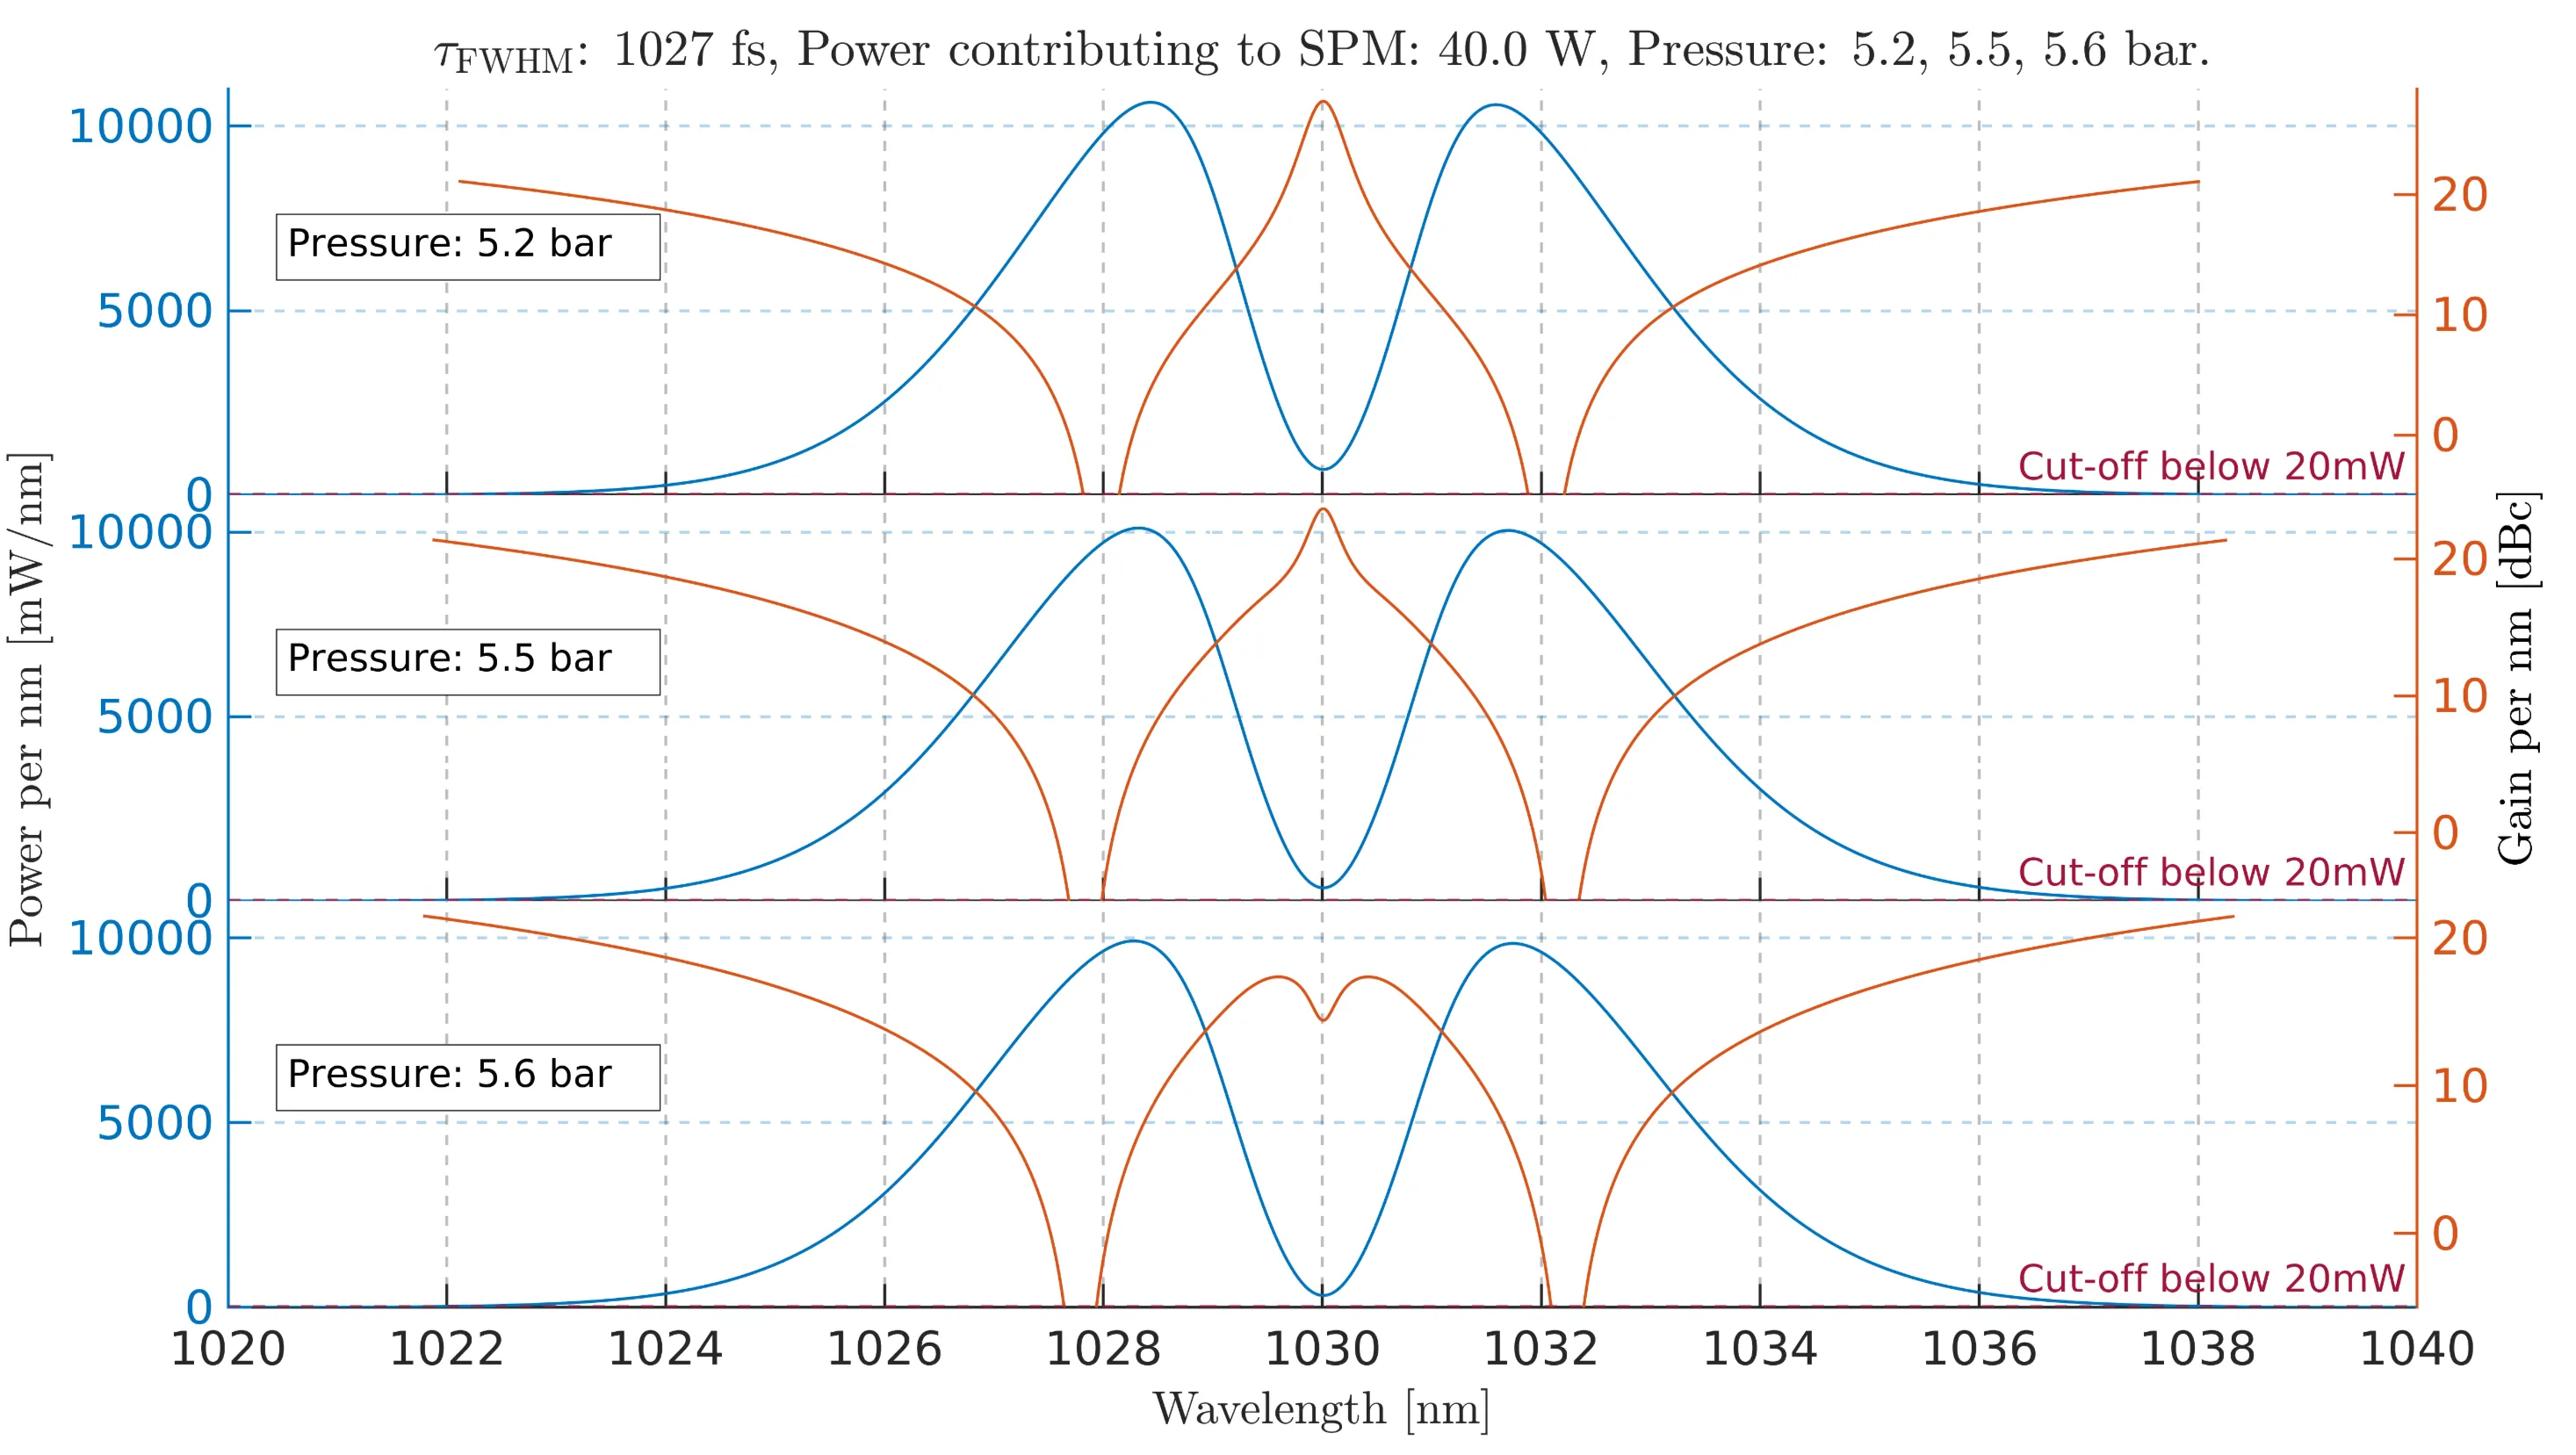 τFWHM: 1027 fs, Power contributing to SPM: 40.0 W, Pressure: 5.2, 5.5, 5.6 bar.
Power per nm [mW/nm]
10000
5000
0
Pressure: 5.2 bar
20
10
0
Cut-off below 20mW
10000
5000
0
Pressure: 5.5 bar
20
10
0
Cut-off below 20mW
10000
5000
0
Pressure: 5.6 bar
20
10
0
Cut-off below 20mW
Gain per nm [dBc]
1020 1022 1024 1026 1028 1030 1032 1034 1036 1038 1040
Wavelength [nm]